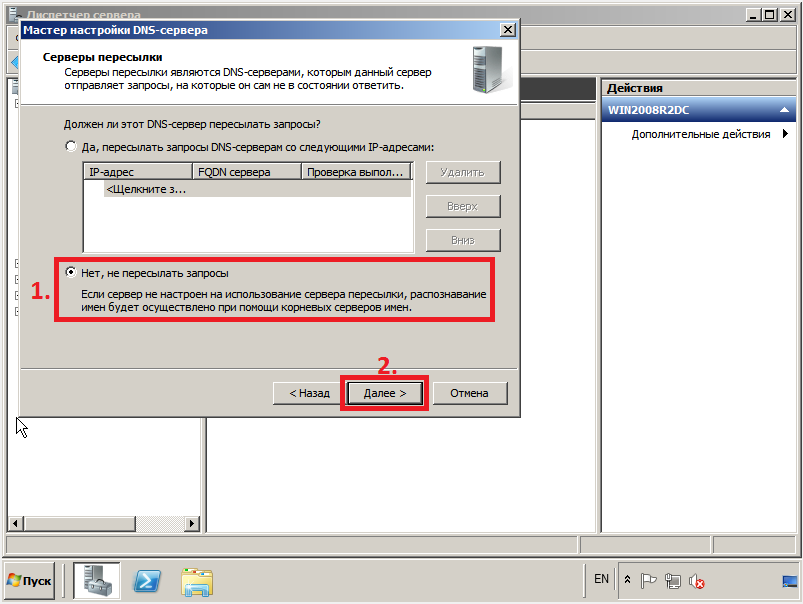 Диспетчер сервера
Мастер настройки DNS-сервера
Серверы пересылки
Серверы пересылки являются DNS-серверами, которым данный сервер
отправляет запросы, на которые он сам не в состоянии ответить.
Должен ли этот DNS-сервер пересылать запросы?
Да, пересылать запросы DNS-серверам со следующими IP-адресами:
IP-адрес
FQDN сервера
Проверка выпол...
<Щелкните з...
Удалить
Вверх
Вниз
1.
Нет, не пересылать запросы
Если сервер не настроен на использование сервера пересылки, распознавание
имен будет осуществлено при помощи корневых серверов имен.
2.
< Назад
Далее >
Отмена
Действия
WIN2008R2DC
Дополнительные действия
Пуск
EN